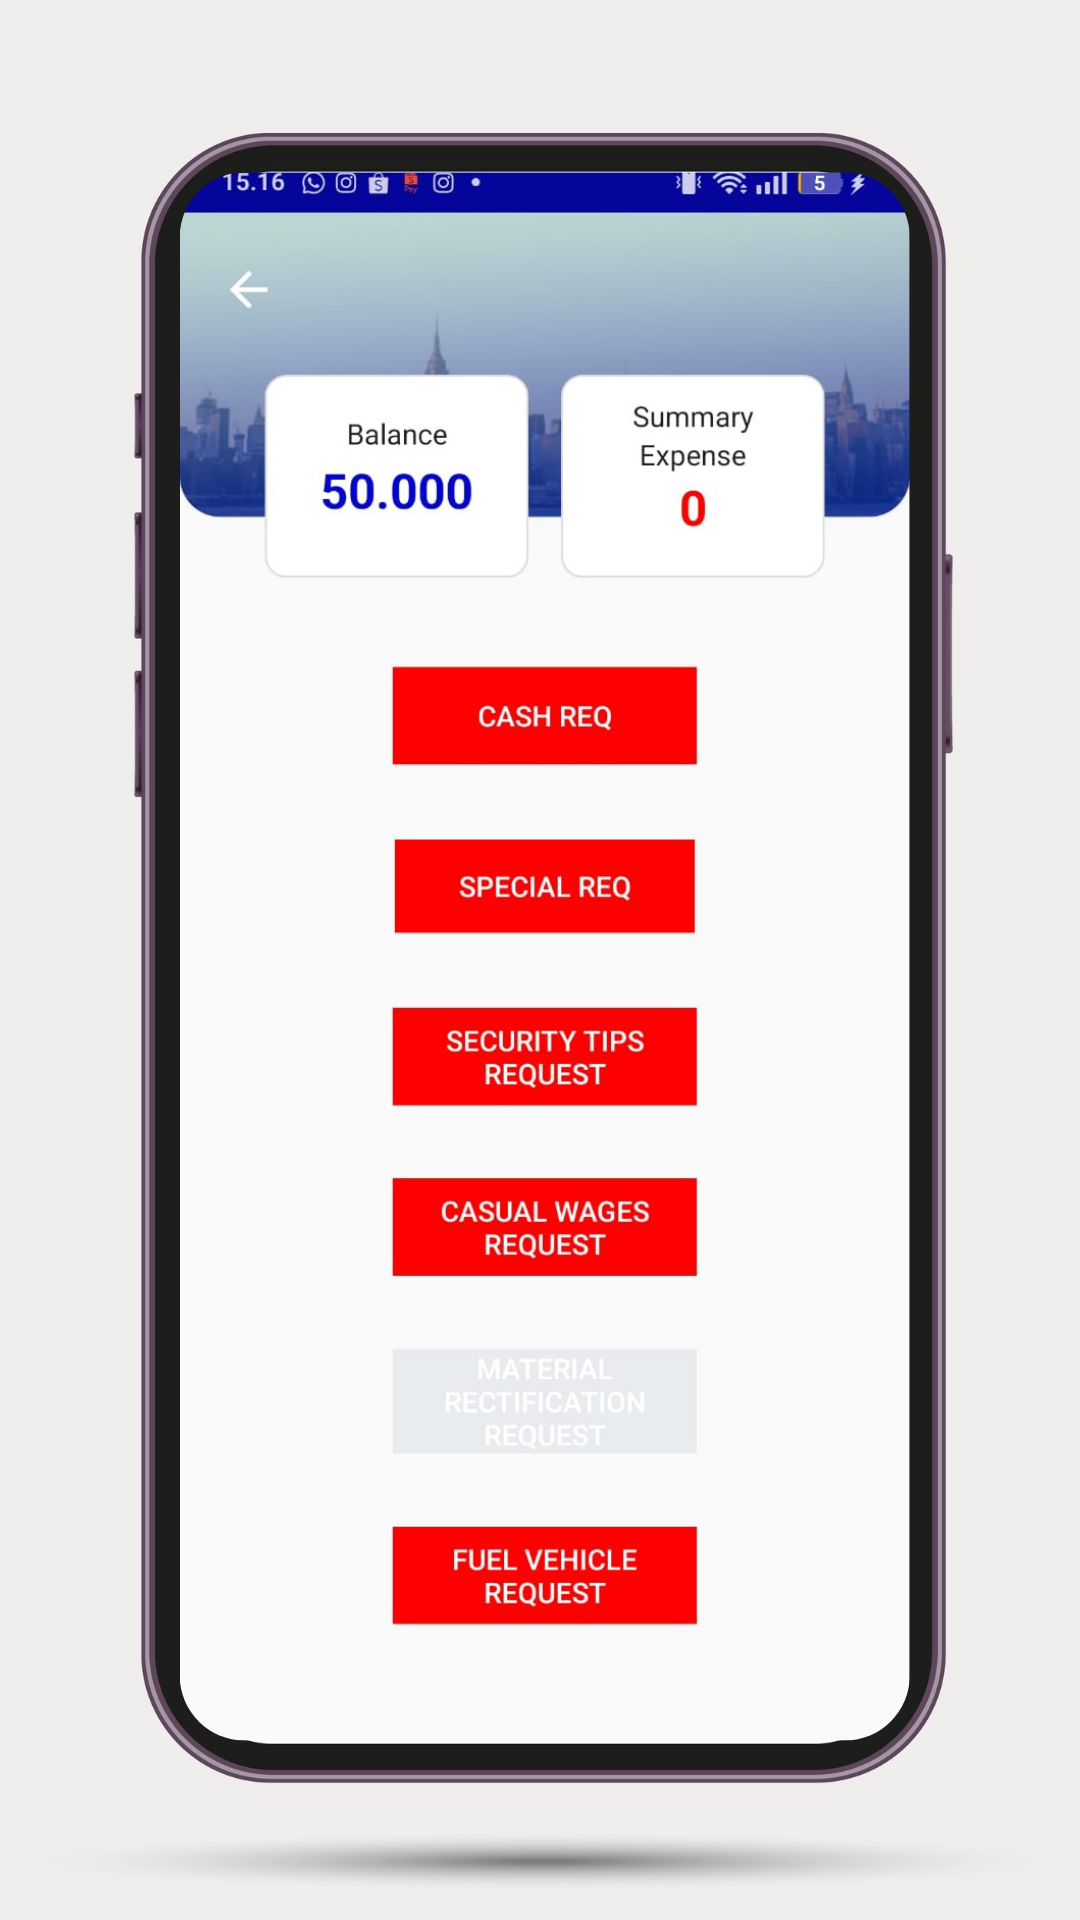 15.16
5
Balance
50.000
Summary
Expense
0
CASH REQ
SPECIAL REQ
SECURITY TIPS
REQUEST
CASUAL WAGES
REQUEST
MATERIAL
RECTIFICATION
REQUEST
FUEL VEHICLE
REQUEST